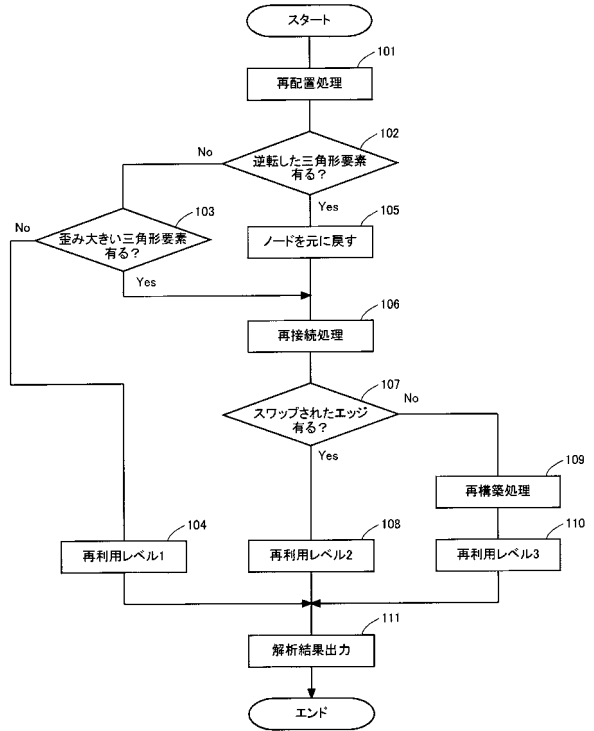 スタート
101
再配置処理
102
No
逆転した三角形要素
有る?
Yes
103
105
No
歪み大きい三角形要素
有る?
ノードを元に戻す
Yes
106
再接続処理
107
No
スワップされたエッジ
有る?
Yes
109
再構築処理
104
108
110
再利用レベル1
再利用レベル2
再利用レベル3
111
解析結果出力
エンド